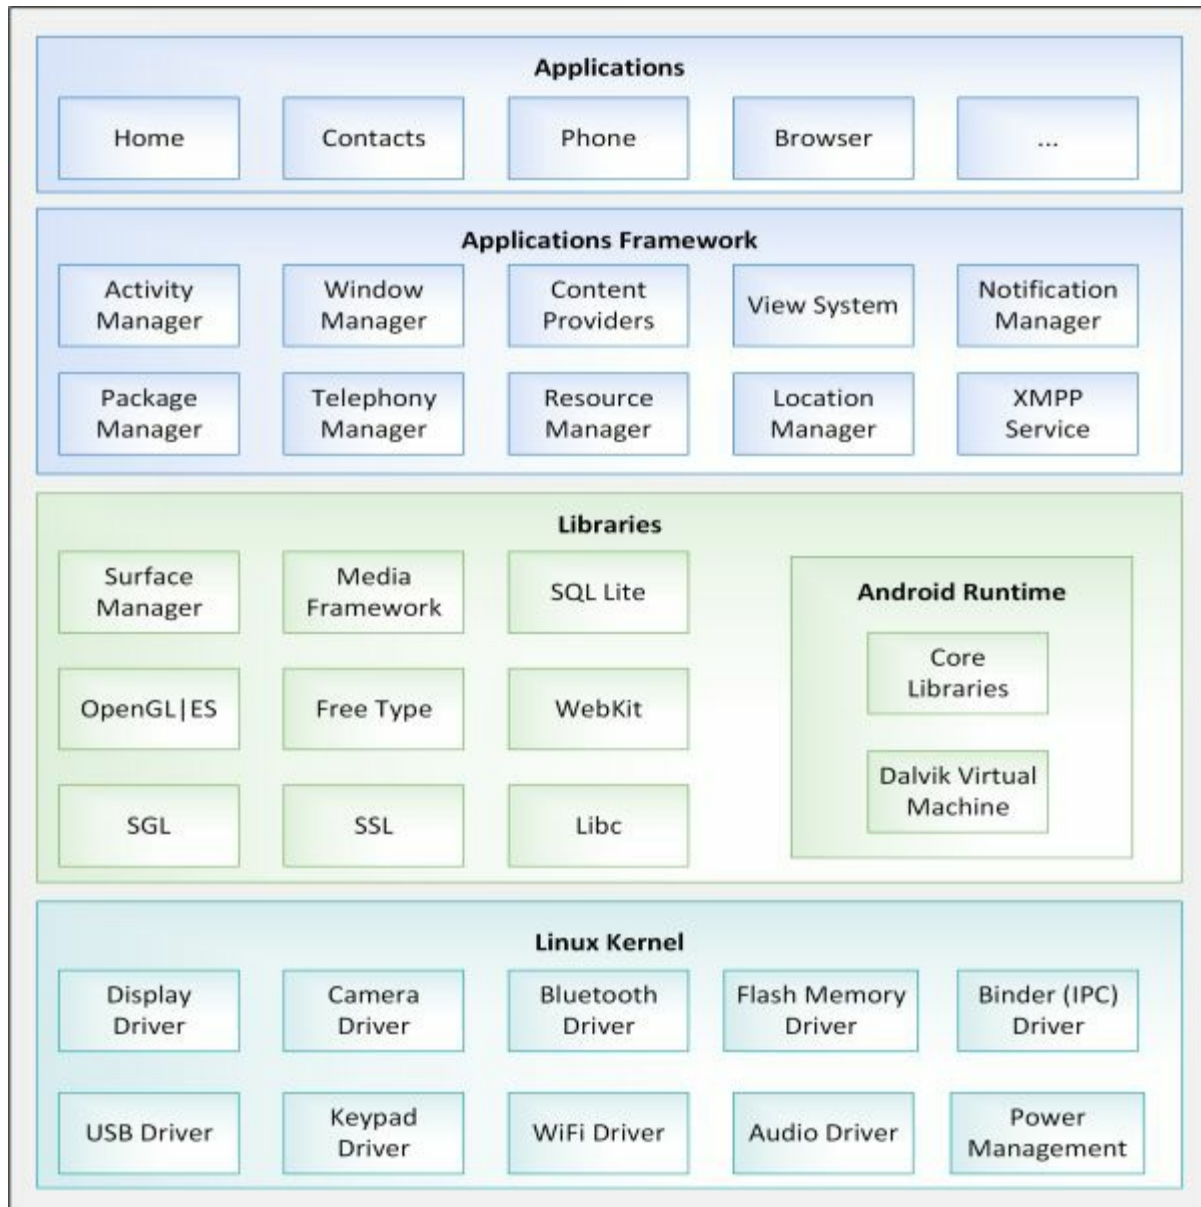 Applications
Home
Contacts
Phone
Browser
...
Applications Framework
Activity
Manager
Window
Manager
Content
Providers
View System
Notification
Manager
Package
Manager
Telephony
Manager
Resource
Manager
Location
Manager
XMPP
Service
Libraries
Surface
Manager
Media
Framework
SQL Lite
OpenGL|ES
Free Type
WebKit
SGL
SSL
Libc
Android Runtime
Core
Libraries
Dalvik Virtual
Machine
Linux Kernel
Display
Driver
Camera
Driver
Bluetooth
Driver
Flash Memory
Driver
Binder (IPC)
Driver
USB Driver
Keypad
Driver
WiFi Driver
Audio Driver
Power
Management